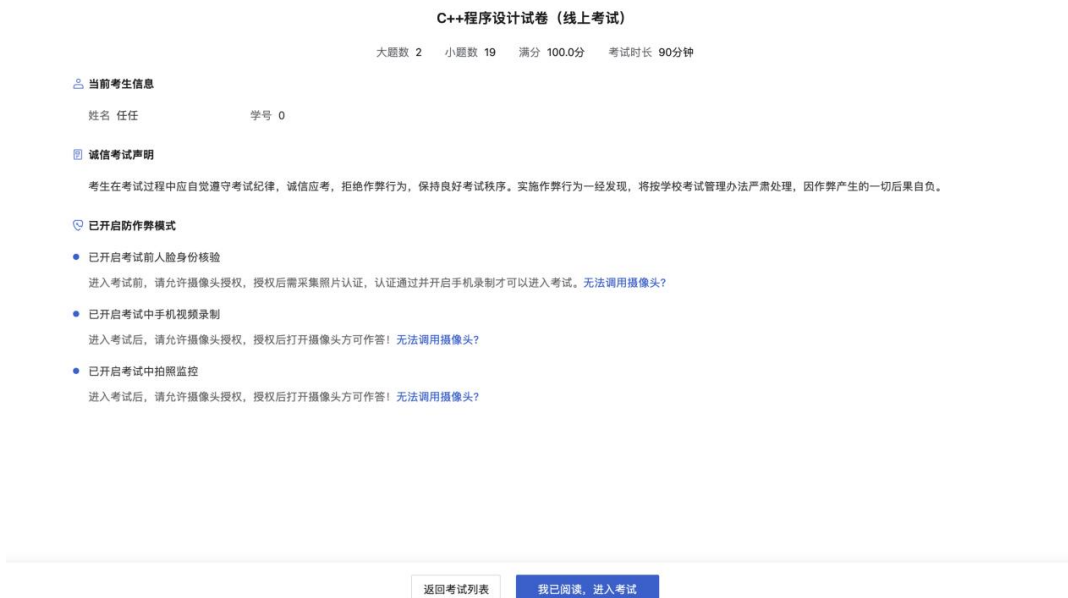 C++程序设计试卷（线上考试）
大题数 2 小题数 19 满分 100.0分 考试时长 90分钟
当前考生信息
姓名 任任 学号 0
诚信考试声明
考生在考试过程中应自觉遵守考试纪律，诚信应考，拒绝作弊行为，保持良好考试秩序。实施作弊行为一经发现，将按学校考试管理办法严肃处理，因作弊产生的一切后果自负。
已开启防作弊模式
已开启考试前人脸身份核验
进入考试前，请允许摄像头授权，授权后需采集照片认证，认证通过并开启手机录制才可以进入考试。无法调用摄像头?
已开启考试中手机视频录制
进入考试后，请允许摄像头授权，授权后打开摄像头方可作答！无法调用摄像头?
已开启考试中拍照监控
进入考试后，请允许摄像头授权，授权后打开摄像头方可作答！无法调用摄像头?
返回考试列表 我已阅读，进入考试